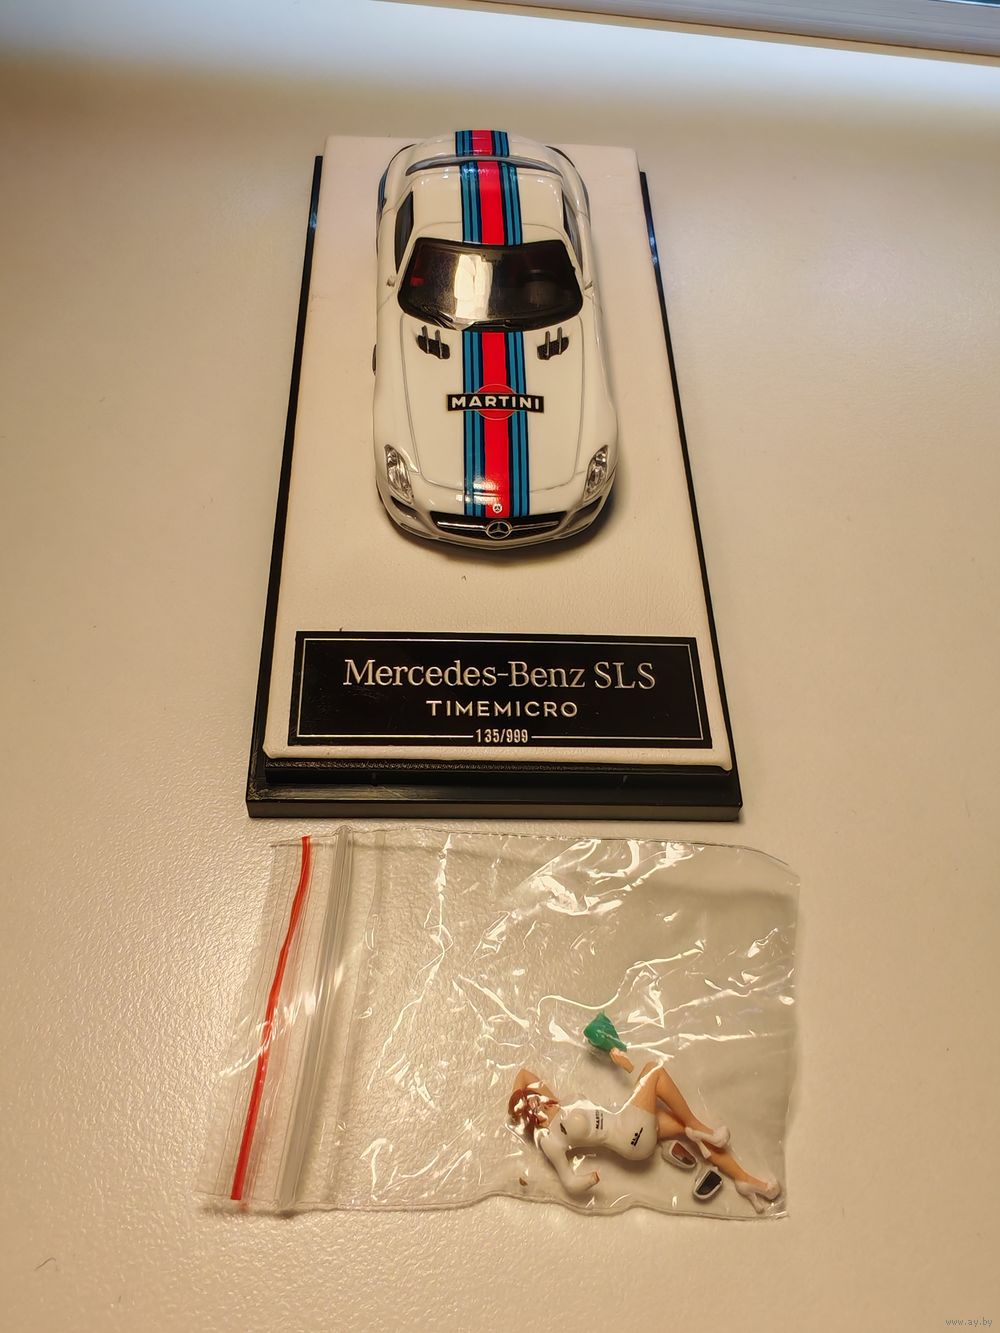 MARTINI
Mercedes-Benz SLS
TIMEMICRO
135/999
www.ay.by